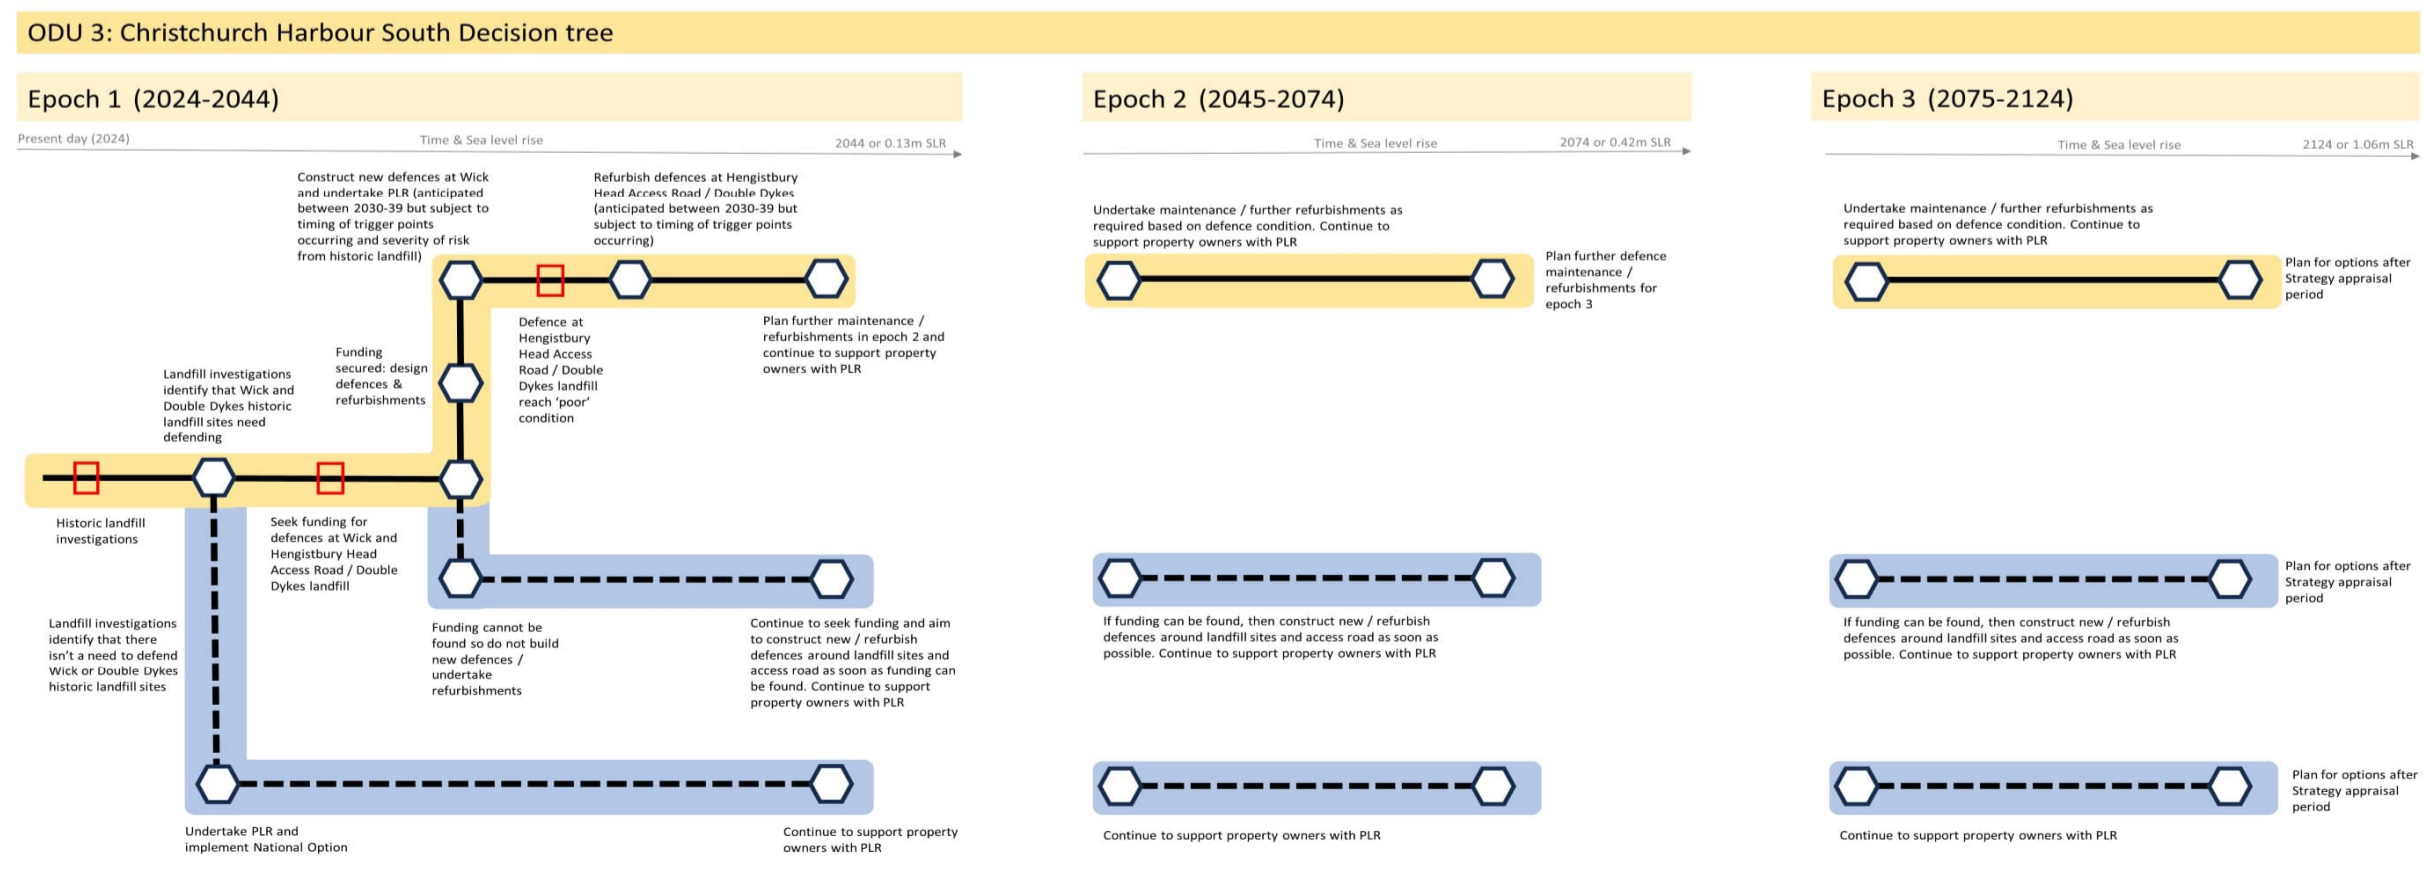 ODU 3: Christchurch Harbour South Decision tree
Epoch 1 (2024-2044)
Present day (2024)
Time & Sea level rise
2044 or 0.13m SLR
Construct new defences at Wick
and undertake PLR (anticipated
between 2030-39 but subject to
timing of trigger points
occurring and severity of risk
from historic landfill)
Refurbish defences at Hengistbury
Head Access Road / Double Dykes
(anticipated between 2030-39 but
subject to timing of trigger points
occurring)
Defence at
Hengistbury
Head Access
Road / Double
Dykes landfill
reach ‘poor’
condition
Plan further maintenance /
refurbishments in epoch 2 and
continue to support property
owners with PLR
Funding
secured: design
defences &
refurbishments
Landfill investigations
identify that Wick and
Double Dykes historic
landfill sites need
defending
Historic landfill
investigations
Seek funding for
defences at Wick and
Hengistbury Head
Access Road / Double
Dykes landfill
Landfill investigations
identify that there
isn’t a need to defend
Wick or Double Dykes
historic landfill sites
Funding cannot be
found so do not build
new defences /
undertake
refurbishments
Continue to seek funding and aim
to construct new / refurbish
defences around landfill sites and
access road as soon as funding can
be found. Continue to support
property owners with PLR
Undertake PLR and
implement National Option
Continue to support property
owners with PLR
Epoch 2 (2045-2074)
Time & Sea level rise
2074 or 0.42m SLR
Undertake maintenance / further refurbishments as
required based on defence condition. Continue to
support property owners with PLR
Plan further defence
maintenance /
refurbishments for
epoch 3
If funding can be found, then construct new / refurbish
defences around landfill sites and access road as soon as
possible. Continue to support property owners with PLR
Continue to support property owners with PLR
Epoch 3 (2075-2124)
Time & Sea level rise
2124 or 1.06m SLR
Undertake maintenance / further refurbishments as
required based on defence condition. Continue to
support property owners with PLR
Plan for options after
Strategy appraisal
period
Plan for options after
Strategy appraisal
period
If funding can be found, then construct new / refurbish
defences around landfill sites and access road as soon as
possible. Continue to support property owners with PLR
Plan for options after
Strategy appraisal
period
Continue to support property owners with PLR